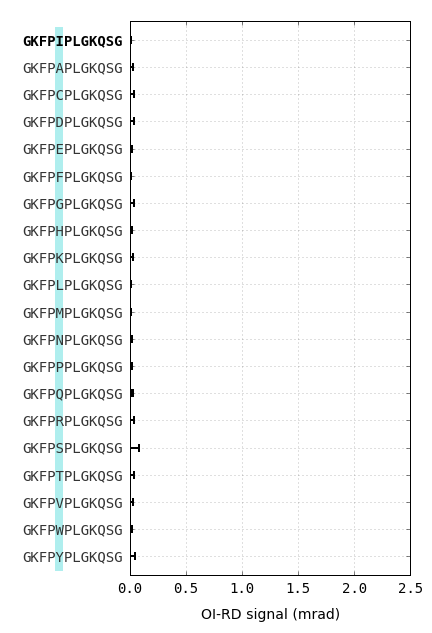 GKFPIPLGKQSG
GKFPAPLGKQSG
GKFPCPLGKQSG
GKFPDPLGKQSG
GKFPEPLGKQSG
GKFPFPLGKQSG
GKFPGPLGKQSG
GKFPHPLGKQSG
GKFPKPLGKQSG
GKFPLPLGKQSG
GKFPMPLGKQSG
GKFPNPLGKQSG
GKFPPPLGKQSG
GKFPQPLGKQSG
GKFPRPLGKQSG
GKFPSPLGKQSG
GKFPTPLGKQSG
GKFPVPLGKQSG
GKFPWPLGKQSG
GKFPYPLGKQSG
0.0 0.5 1.0 1.5 2.0 2.5
OI-RD signal (mrad)